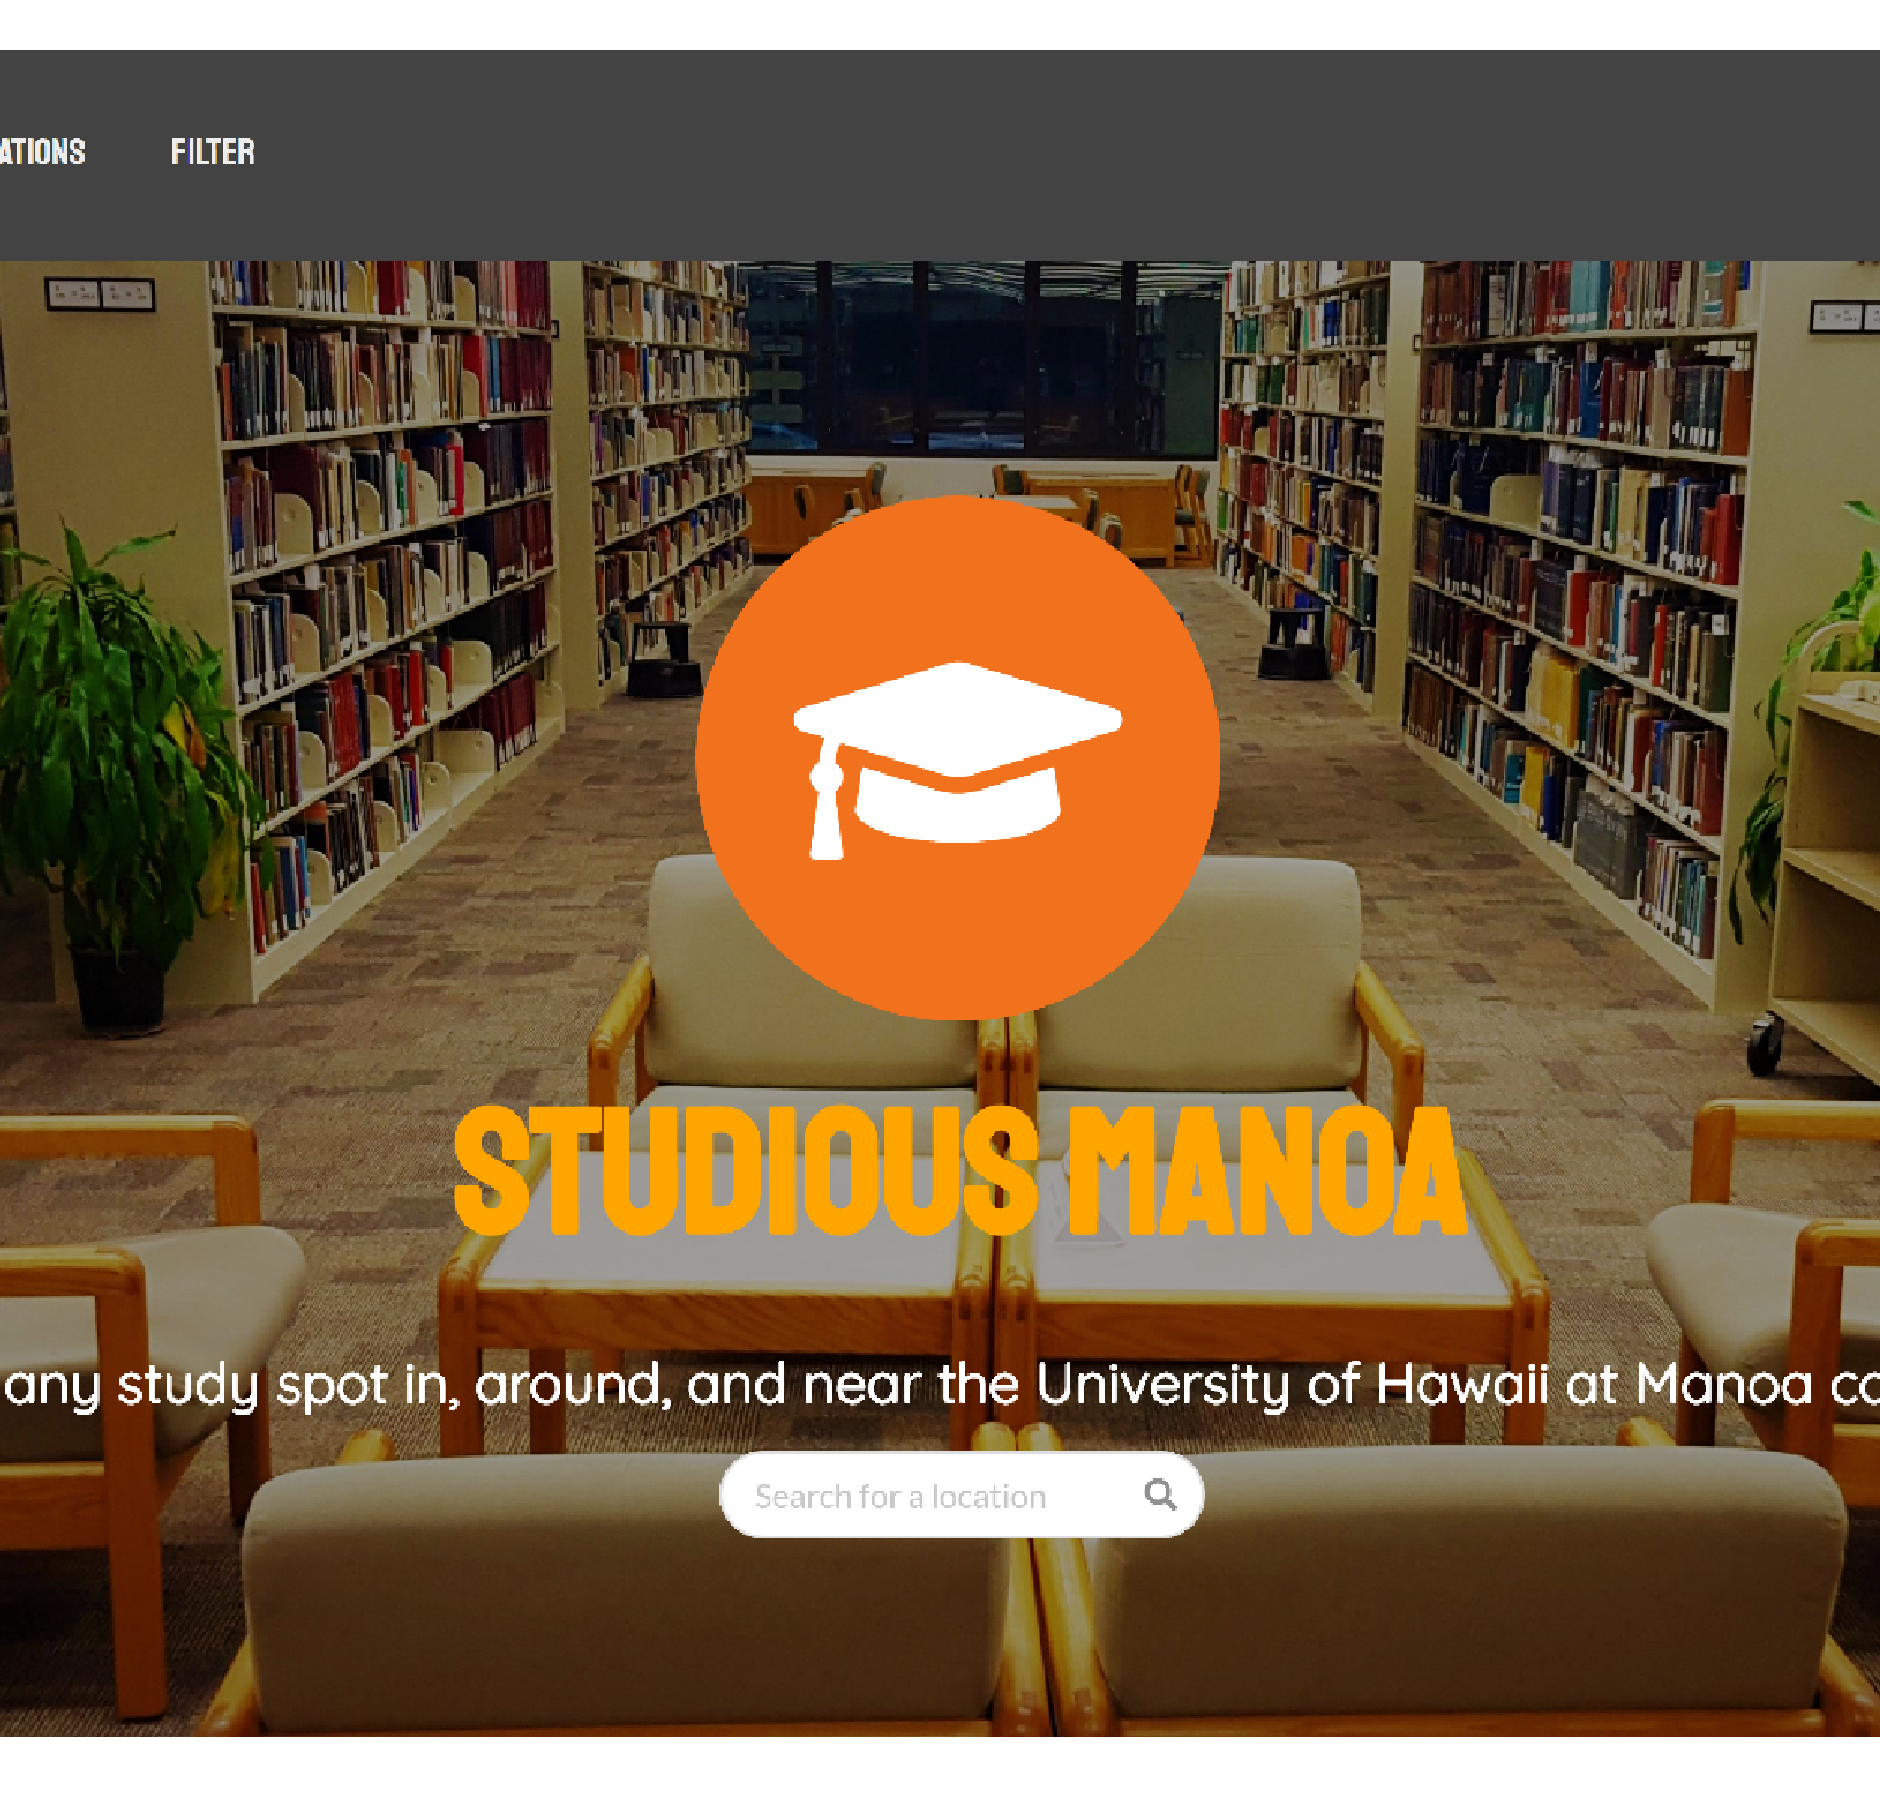 ATIONS FILTER
STUDIOUS MANOA
any study spot in, around, and near the University of Hawaii at Manoa
Search for a location